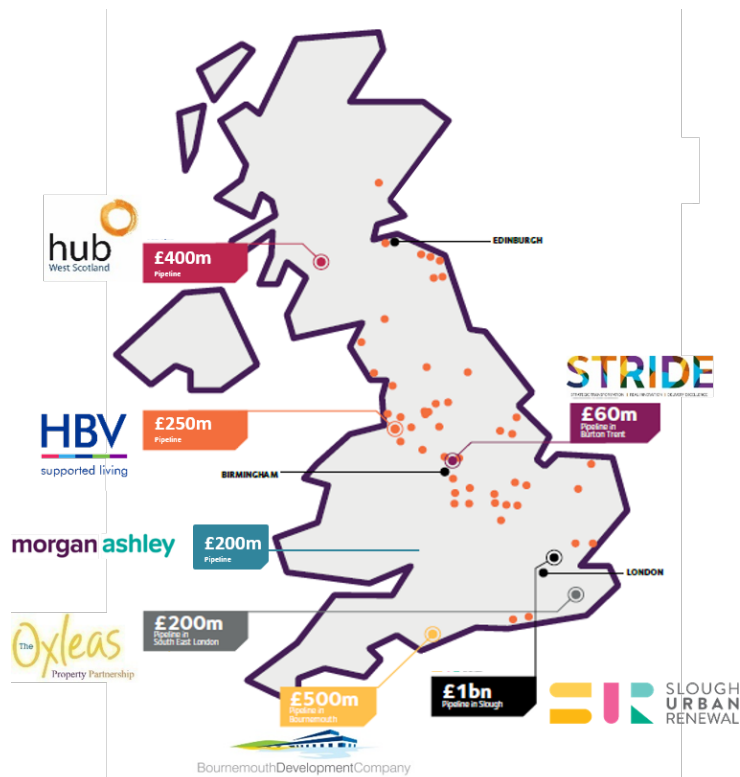 EDINBURGH
hub
West Scotland
£400m
Pipeline
STRIDE
£60m
Pipeline in
Burton Trent
HBV
supported living
£250m
Pipeline
BIRMINGHAM
morgan ashley
£200m
Pipeline
LONDON
The Oxleas
Property Partnership
£200m
Pipeline in
South East London
£500m
Pipeline in
Bournemouth
£1bn
Pipeline in Slough
SUR
SLOUGH
URBAN
RENEWAL
BournemouthDevelopmentCompany